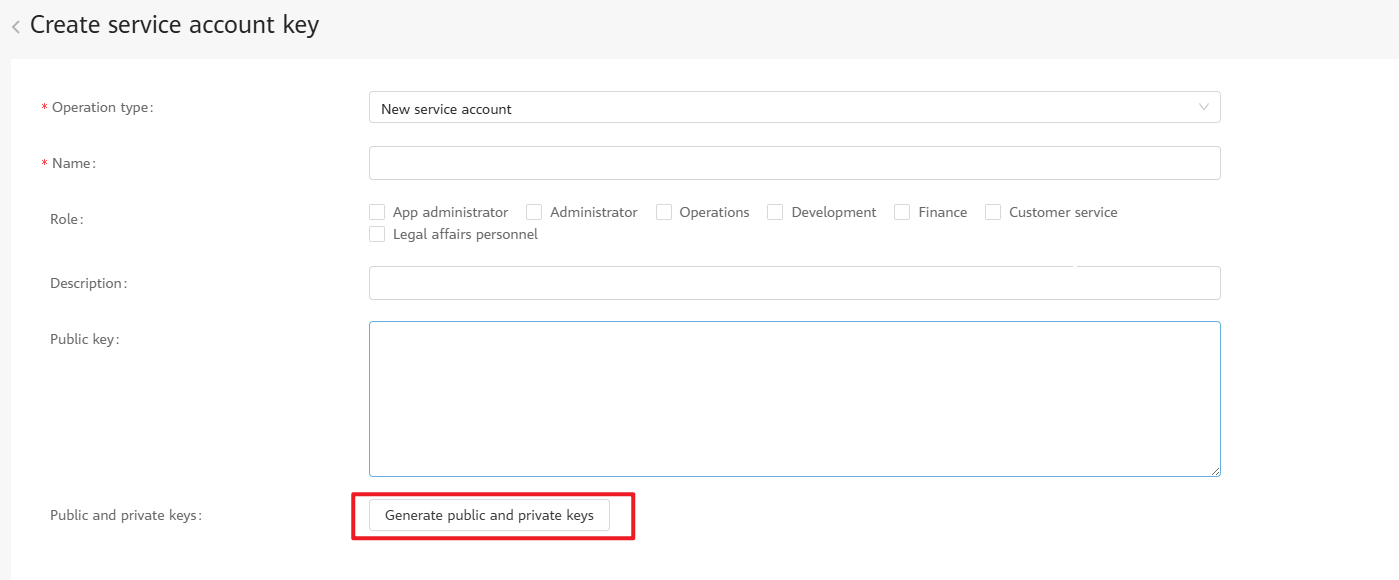 Create service account key
* Operation type:
New service account
* Name:
Role:
App administrator Administrator Operations Development Finance Customer service
Legal affairs personnel
Description:
Public key:
Public and private keys:
Generate public and private keys